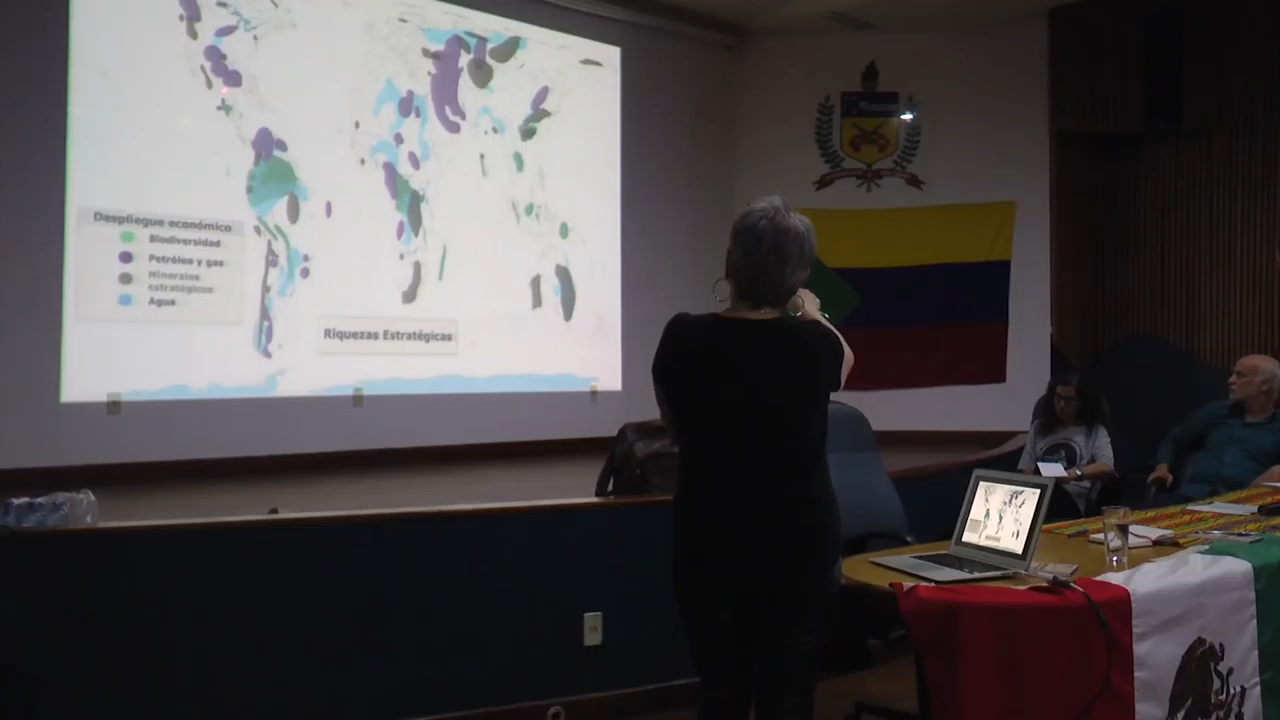 Despliegue económico
Biodiversidad
Petróleo y gas
Minerales
estratégicos
Agua
Riquezas Estratégicas